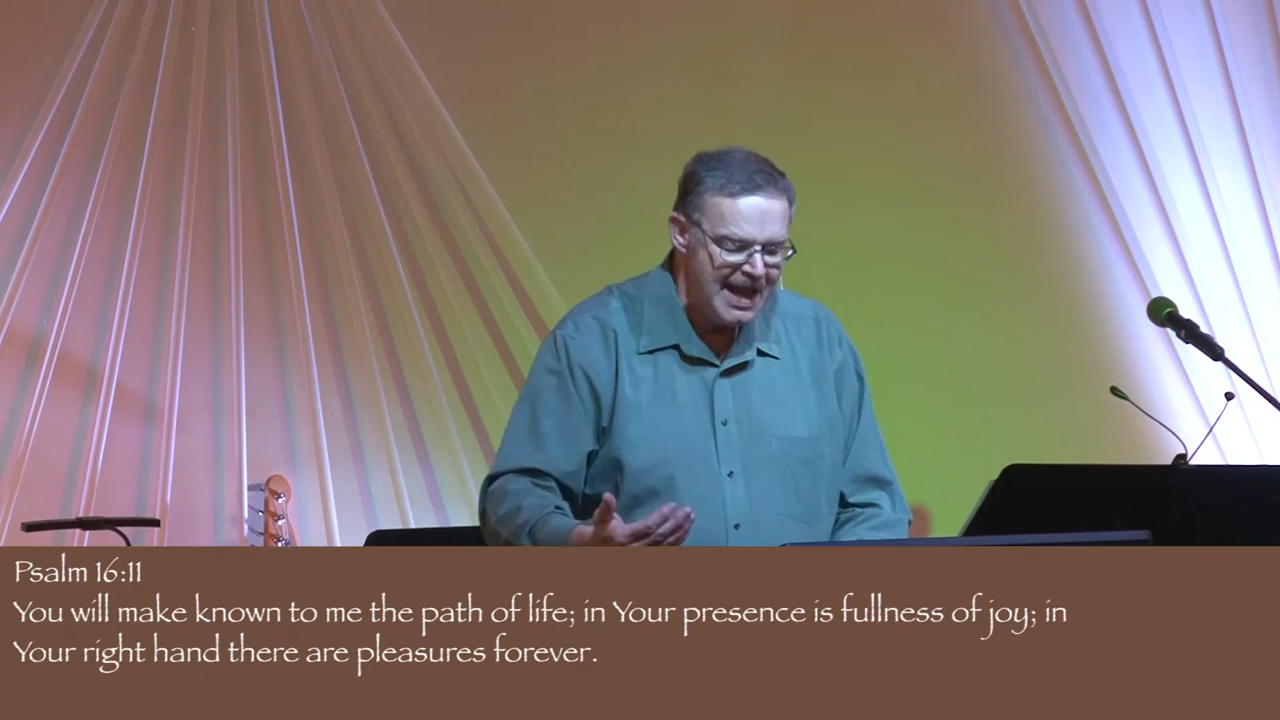 Psalm 16:11
You will make known to me the path of life; in Your presence is fullness of joy; in
Your right hand there are pleasures forever.